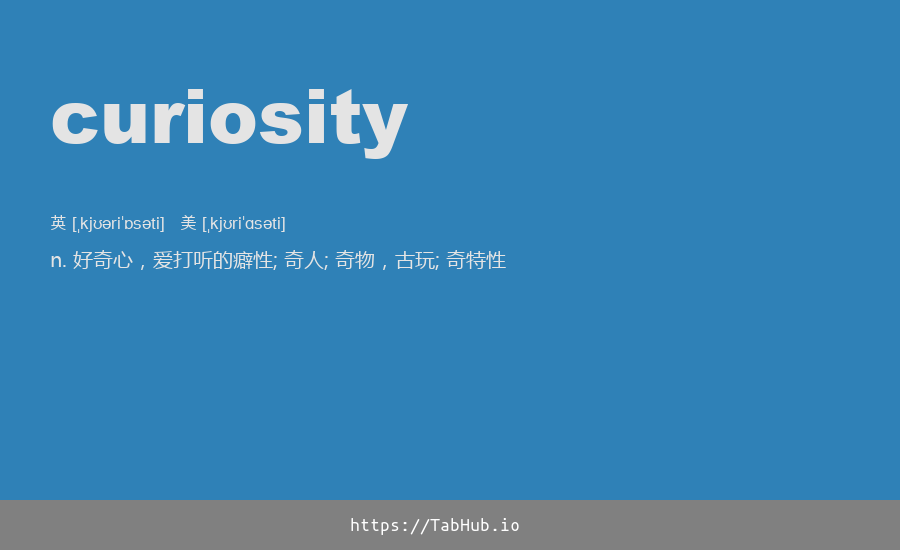 curiosity
英 [ˌkjʊəriˈɒsəti] 美 [ˌkjʊriˈɑsəti]
n. 好奇心，爱打听的癖性; 奇人; 奇物，古玩; 奇特性
https://TabHub.io